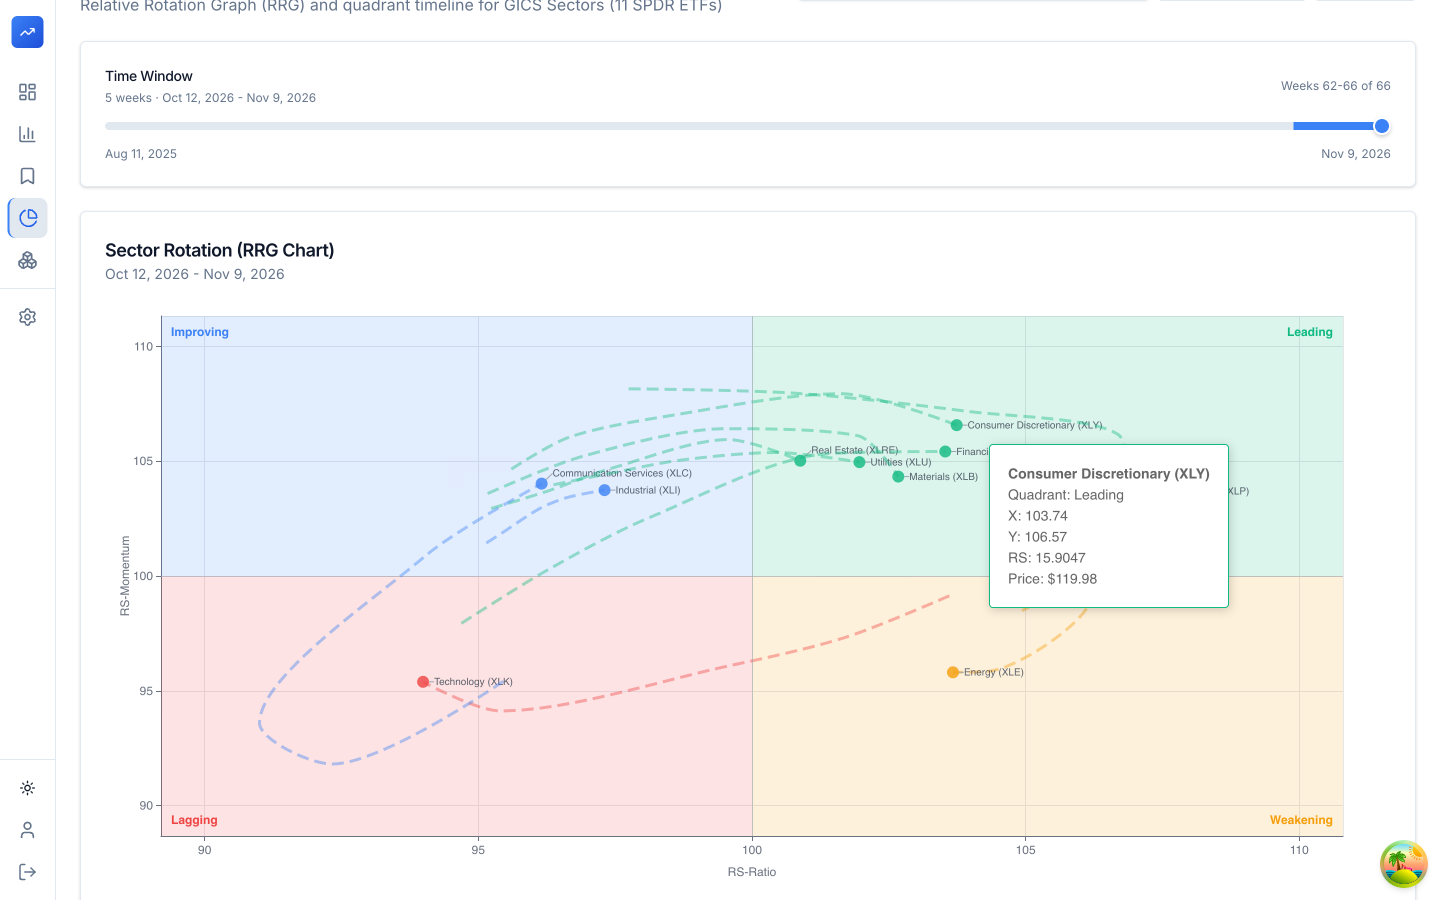 Relative Rotation Graph (RRG) and quadrant timeline for GICS Sectors (11 SPDR ETFs)
Time Window
5 weeks · Oct 12, 2026 - Nov 9, 2026
Weeks 62-66 of 66
Aug 11, 2025
Nov 9, 2026
Sector Rotation (RRG Chart)
Oct 12, 2026 - Nov 9, 2026
Improving
Leading
110
Consumer Discretionary (XLY)
Real Estate (XLRE)
Financi
105
Utilities (XLU)
Communication Services (XLC)
Materials (XLB)
Industrial (XLI)
XLP)
Consumer Discretionary (XLY)
Quadrant: Leading
X: 103.74
Y: 106.57
RS: 15.9047
Price: $119.98
RS-Momentum
100
Energy (XLE)
Technology (XLK)
95
90
Lagging
Weakening
90
95
100
105
110
RS-Ratio